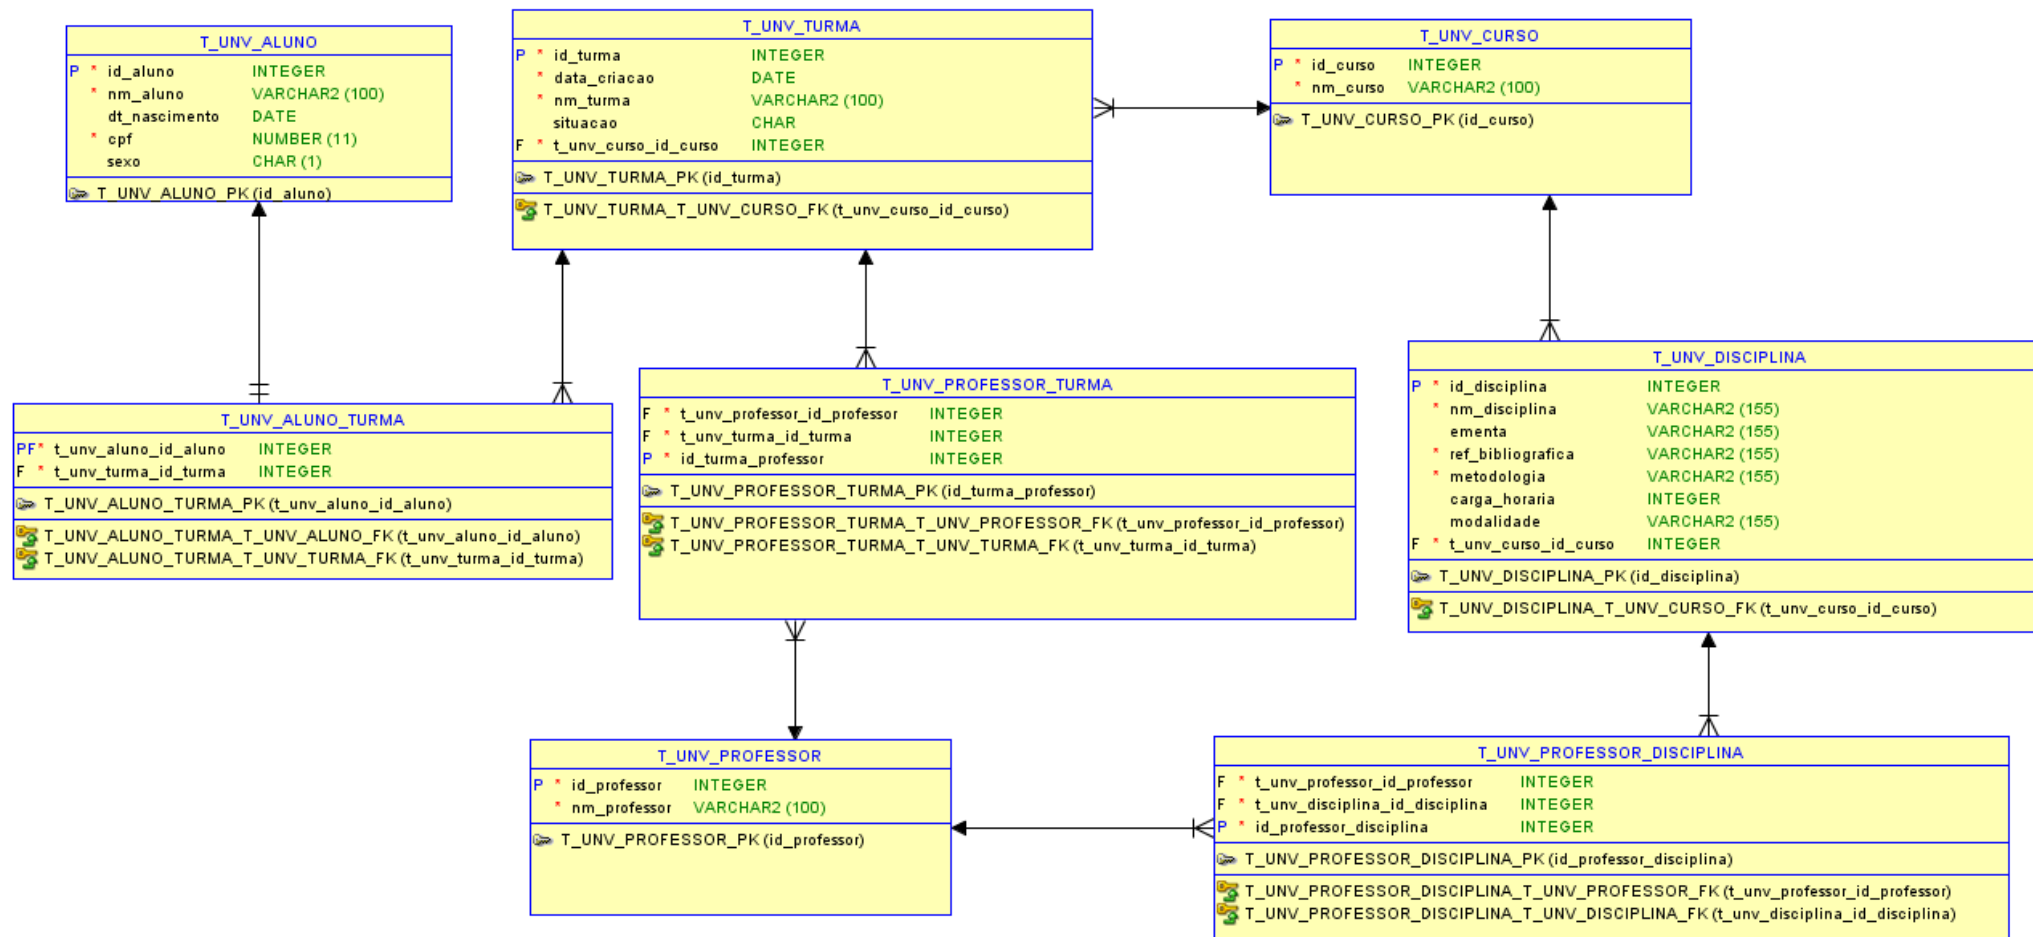 T_UNV_ALUNO
P * id_aluno INTEGER
* nm_aluno VARCHAR2 (100)
dt_nascimento DATE
* cpf NUMBER (11)
sexo CHAR (1)
T_UNV_ALUNO_PK (id_aluno)
T_UNV_TURMA
P * id_turma INTEGER
* data_criacao DATE
* nm_turma VARCHAR2 (100)
situacao CHAR
F * t_unv_curso_id_curso INTEGER
T_UNV_TURMA_PK (id_turma)
T_UNV_TURMA_T_UNV_CURSO_FK (t_unv_curso_id_curso)
T_UNV_CURSO
P * id_curso INTEGER
* nm_curso VARCHAR2 (100)
T_UNV_CURSO_PK (id_curso)
T_UNV_ALUNO_TURMA
PF* t_unv_aluno_id_aluno INTEGER
F * t_unv_turma_id_turma INTEGER
T_UNV_ALUNO_TURMA_PK (t_unv_aluno_id_aluno)
T_UNV_ALUNO_TURMA_T_UNV_ALUNO_FK (t_unv_aluno_id_aluno)
T_UNV_ALUNO_TURMA_T_UNV_TURMA_FK (t_unv_turma_id_turma)
T_UNV_PROFESSOR_TURMA
F * t_unv_professor_id_professor INTEGER
F * t_unv_turma_id_turma INTEGER
P * id_turma_professor INTEGER
T_UNV_PROFESSOR_TURMA_PK (id_turma_professor)
T_UNV_PROFESSOR_TURMA_T_UNV_PROFESSOR_FK (t_unv_professor_id_professor)
T_UNV_PROFESSOR_TURMA_T_UNV_TURMA_FK (t_unv_turma_id_turma)
T_UNV_DISCIPLINA
P * id_disciplina INTEGER
* nm_disciplina VARCHAR2 (155)
ementa VARCHAR2 (155)
* ref_bibliografica VARCHAR2 (155)
* metodologia VARCHAR2 (155)
carga_horaria INTEGER
modalidade VARCHAR2 (155)
F * t_unv_curso_id_curso INTEGER
T_UNV_DISCIPLINA_PK (id_disciplina)
T_UNV_DISCIPLINA_T_UNV_CURSO_FK (t_unv_curso_id_curso)
T_UNV_PROFESSOR
P * id_professor INTEGER
* nm_professor VARCHAR2 (100)
T_UNV_PROFESSOR_PK (id_professor)
T_UNV_PROFESSOR_DISCIPLINA
F * t_unv_professor_id_professor INTEGER
F * t_unv_disciplina_id_disciplina INTEGER
P * id_professor_disciplina INTEGER
T_UNV_PROFESSOR_DISCIPLINA_PK (id_professor_disciplina)
T_UNV_PROFESSOR_DISCIPLINA_T_UNV_PROFESSOR_FK (t_unv_professor_id_professor)
T_UNV_PROFESSOR_DISCIPLINA_T_UNV_DISCIPLINA_FK (t_unv_disciplina_id_disciplina)